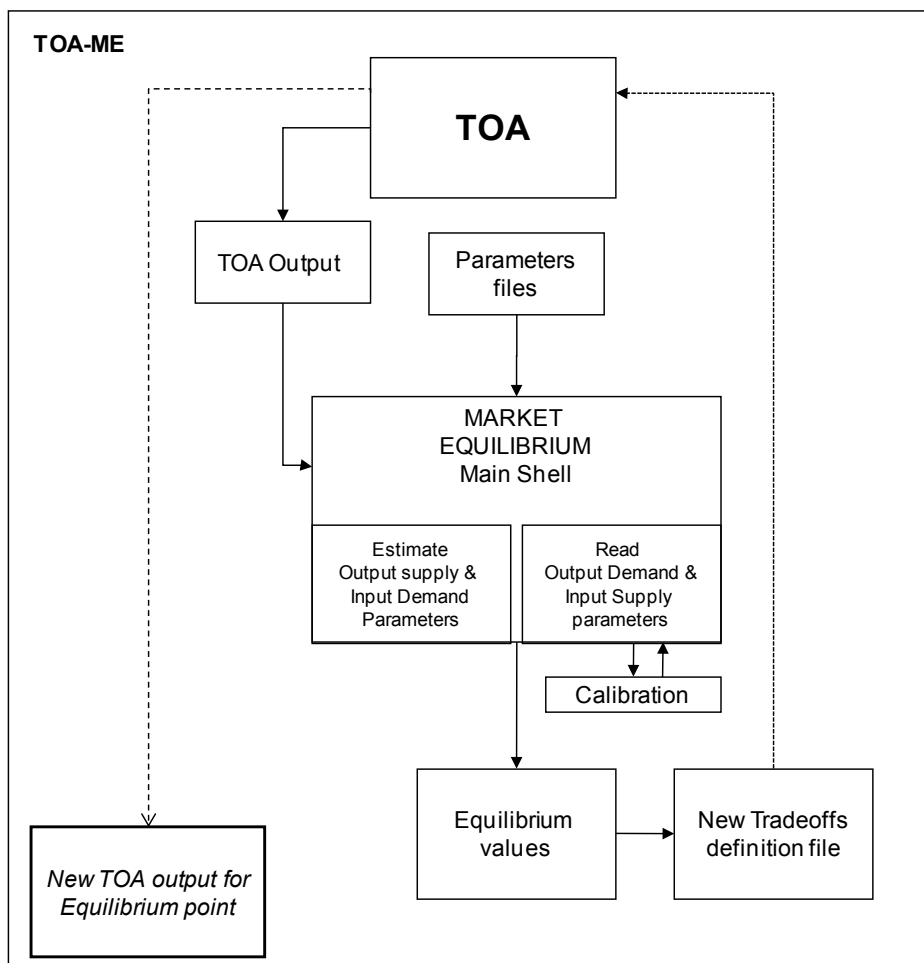 TOA-ME
TOA
TOA Output
Parameters
files
MARKET
EQUILIBRIUM
Main Shell
Estimate
Output supply &
Input Demand
Parameters
Read
Output Demand &
Input Supply
parameters
Calibration
Equilibrium
values
New Tradeoffs
definition file
New TOA output for
Equilibrium point